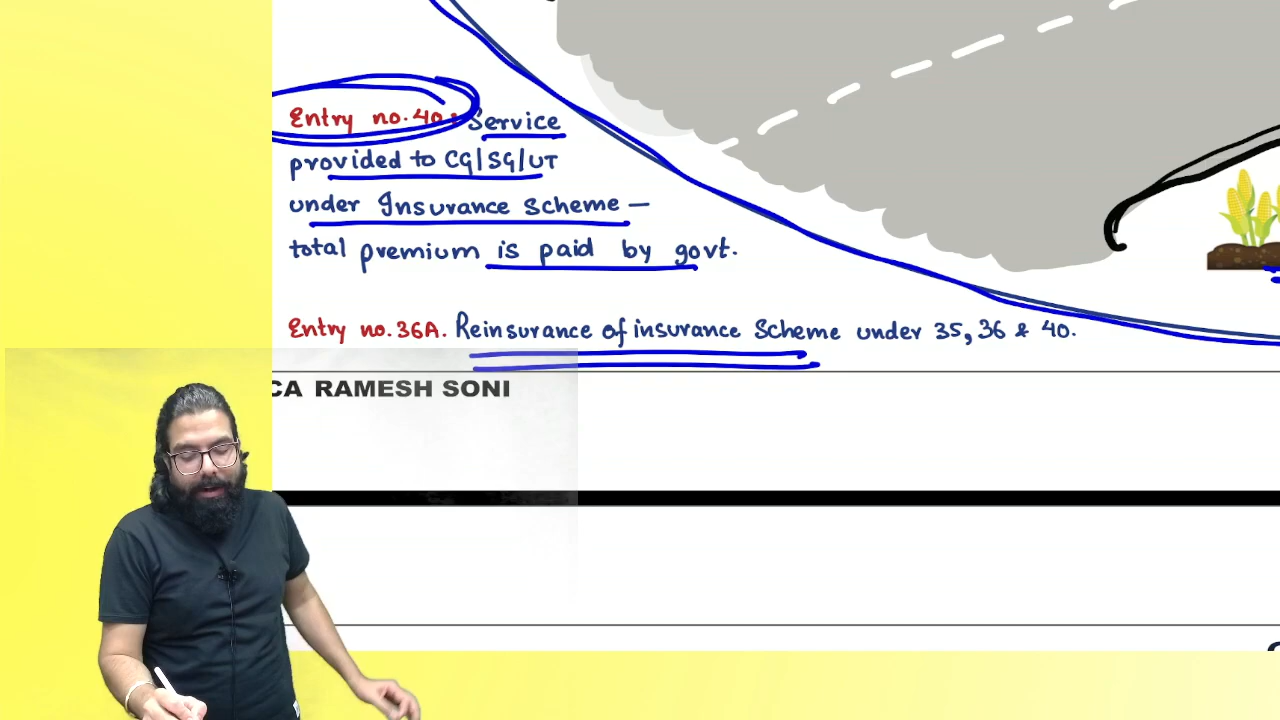 Entry no.40: Service
provided to CG/SG/UT
under Insurance scheme —
total premium is paid by govt.
Entry no.36A. Reinsurance of insurance Scheme under 35, 36 & 40.
CA RAMESH SONI